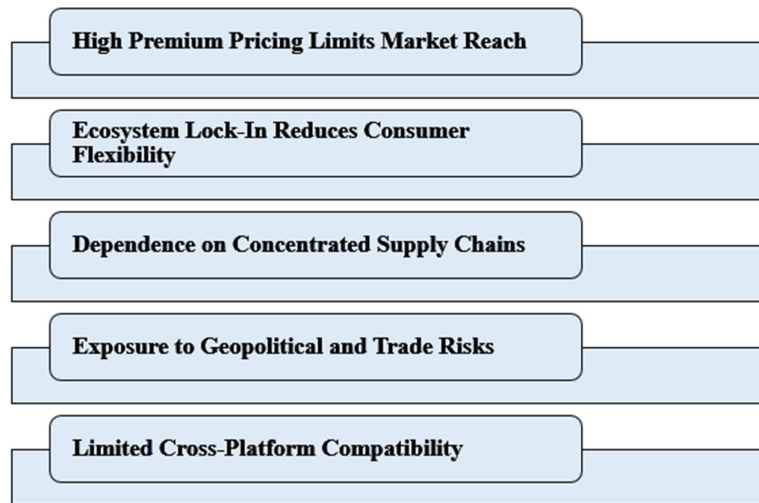 High Premium Pricing Limits Market Reach
Ecosystem Lock-In Reduces Consumer
Flexibility
Dependence on Concentrated Supply Chains
Exposure to Geopolitical and Trade Risks
Limited Cross-Platform Compatibility